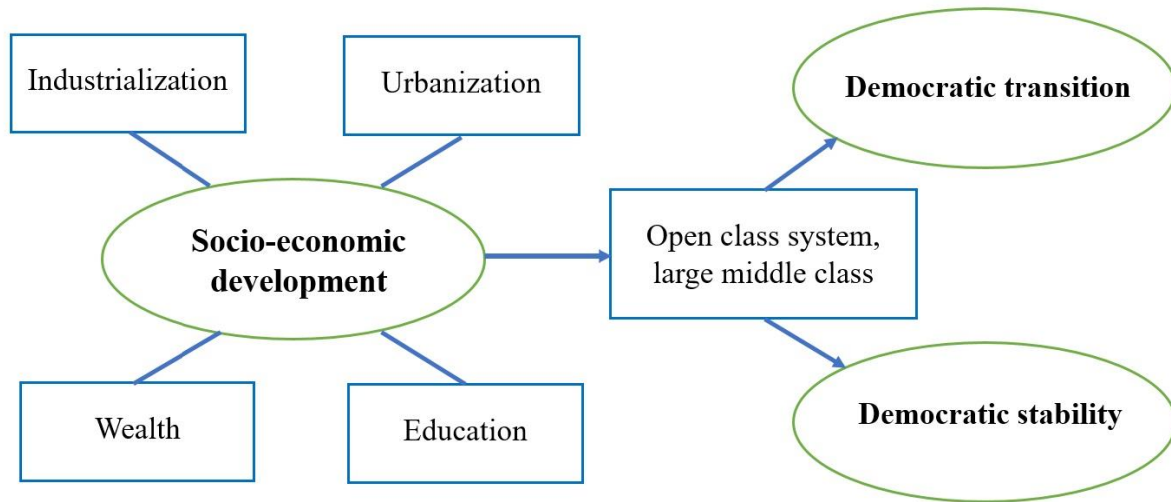 Industrialization
Urbanization
Democratic transition
Socio-economic
development
Open class system,
large middle class
Wealth
Education
Democratic stability